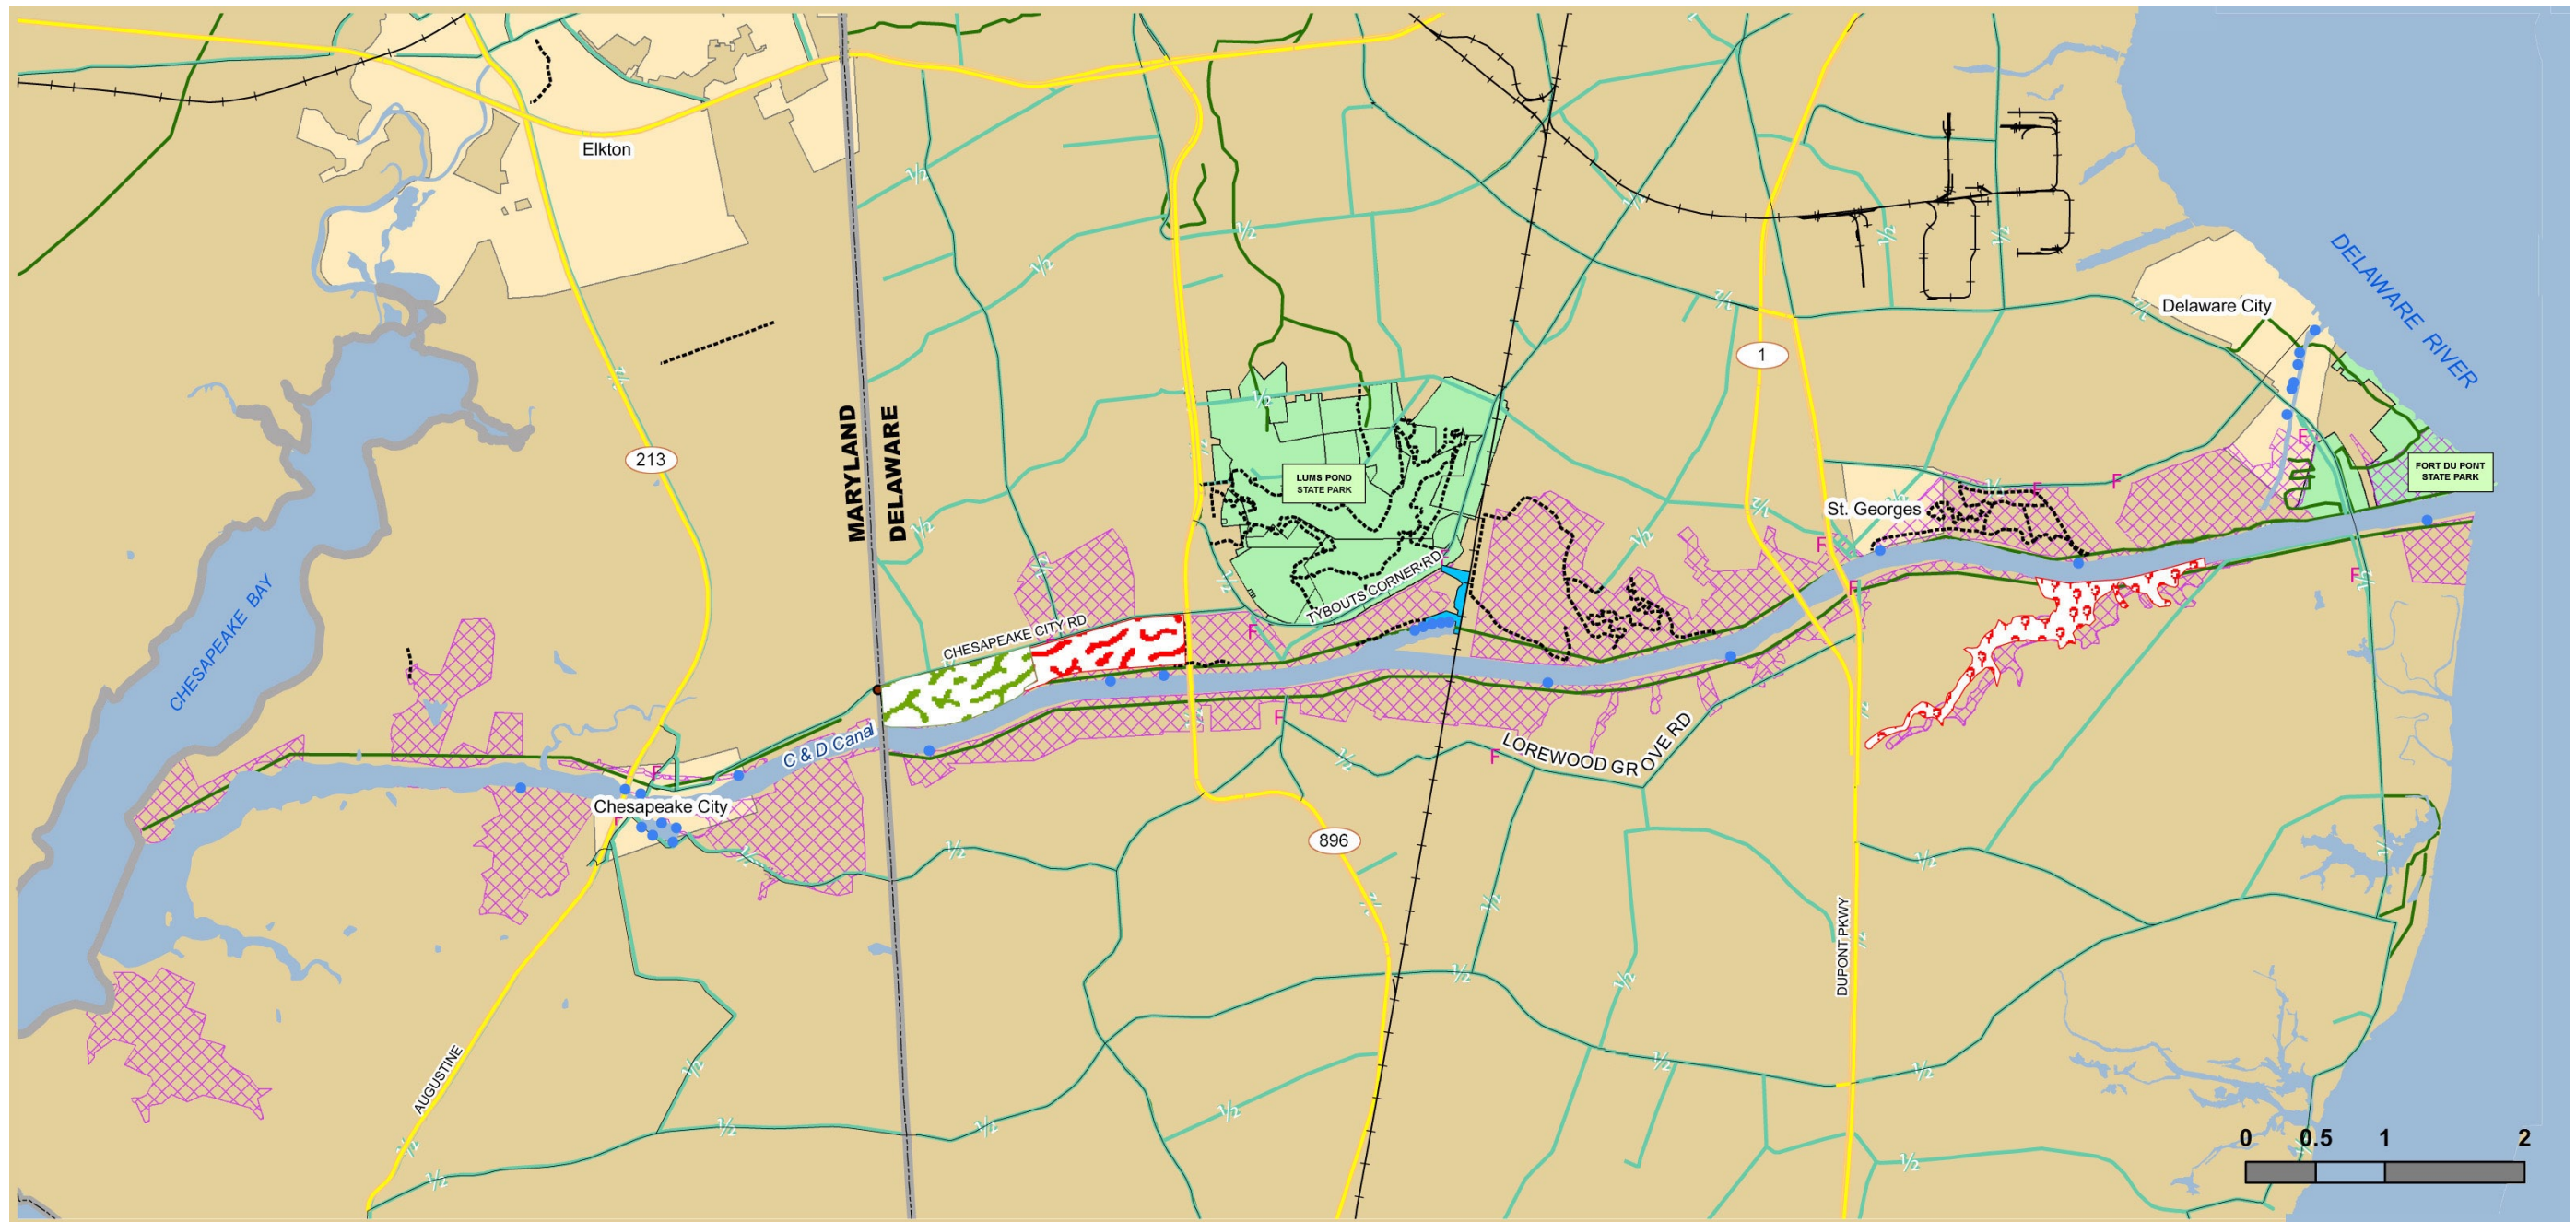 Elkton
DELAWARE RIVER
Delaware City
1
213
MARYLAND
DELAWARE
LUMS POND
STATE PARK
FORT DU PONT
STATE PARK
St. Georges
F
F
F
F
F
F
F
F
F
F
F
F
TYBOUTS CORNER RD
CHESAPEAKE CITY RD
CHESAPEAKE BAY
C & D Canal
LOREWOOD GROVE RD
Chesapeake City
896
DUPONT PKWY
AUGUSTINE
0 0.5 1 2